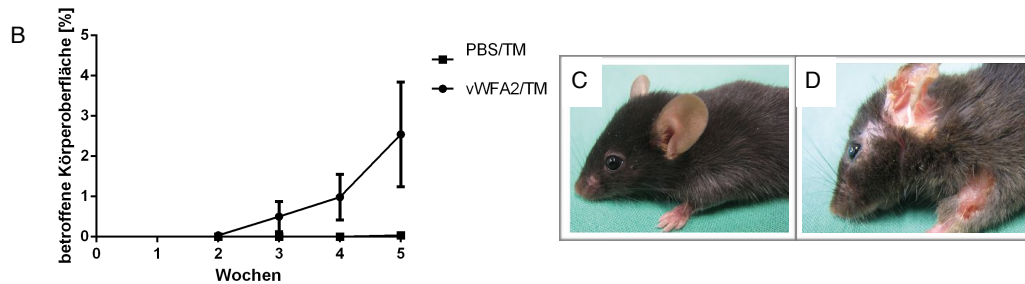 B
betroffene Körperoberfläche [%]
5
4
3
2
1
0
0 1 2 3 4 5
Wochen
PBS/TM
vWFA2/TM
C
D